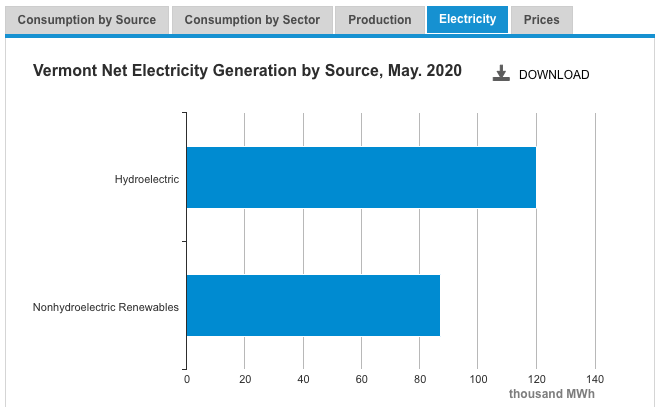 Consumption by Source Consumption by Sector Production Electricity Prices
Vermont Net Electricity Generation by Source, May. 2020 DOWNLOAD
Hydroelectric
Nonhydroelectric Renewables
0 20 40 60 80 100 120 140
thousand MWh